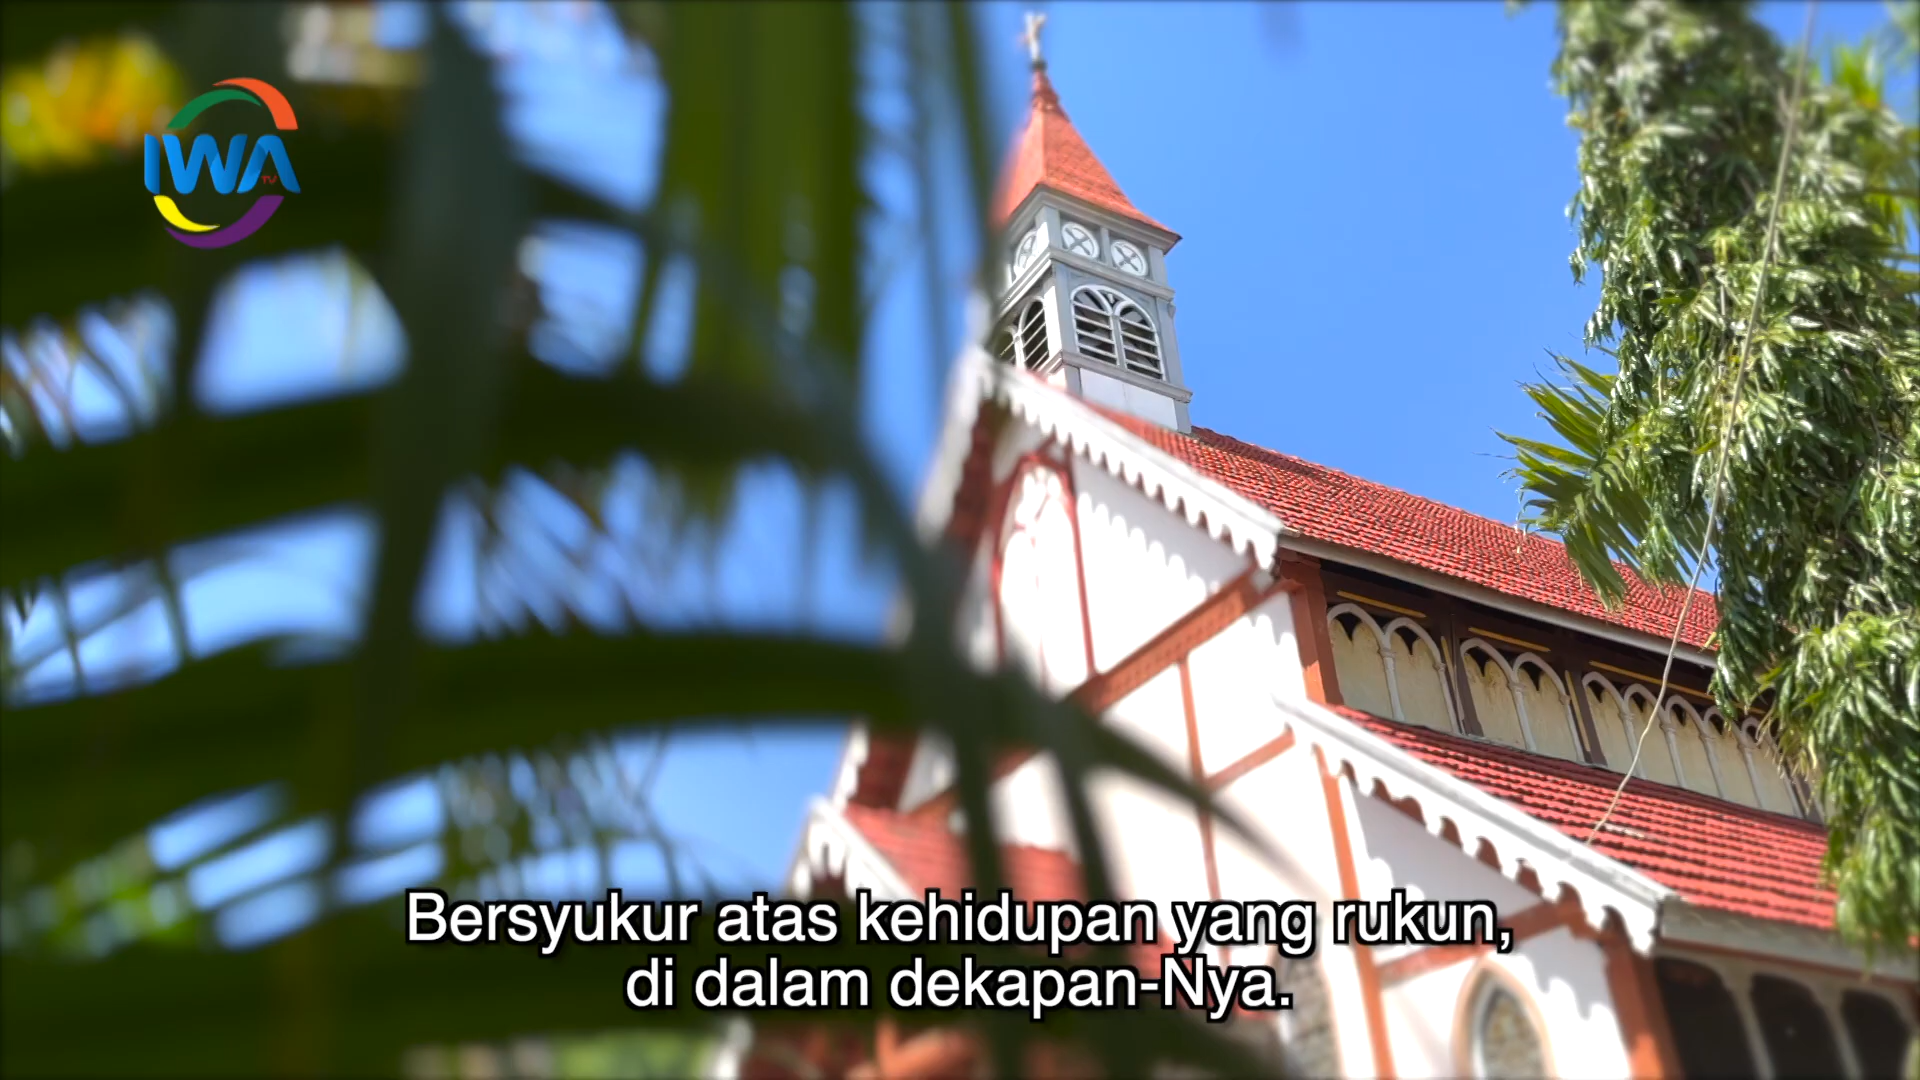 IWA
TV
Bersyukur atas kehidupan yang rukun,
di dalam dekapan-Nya.